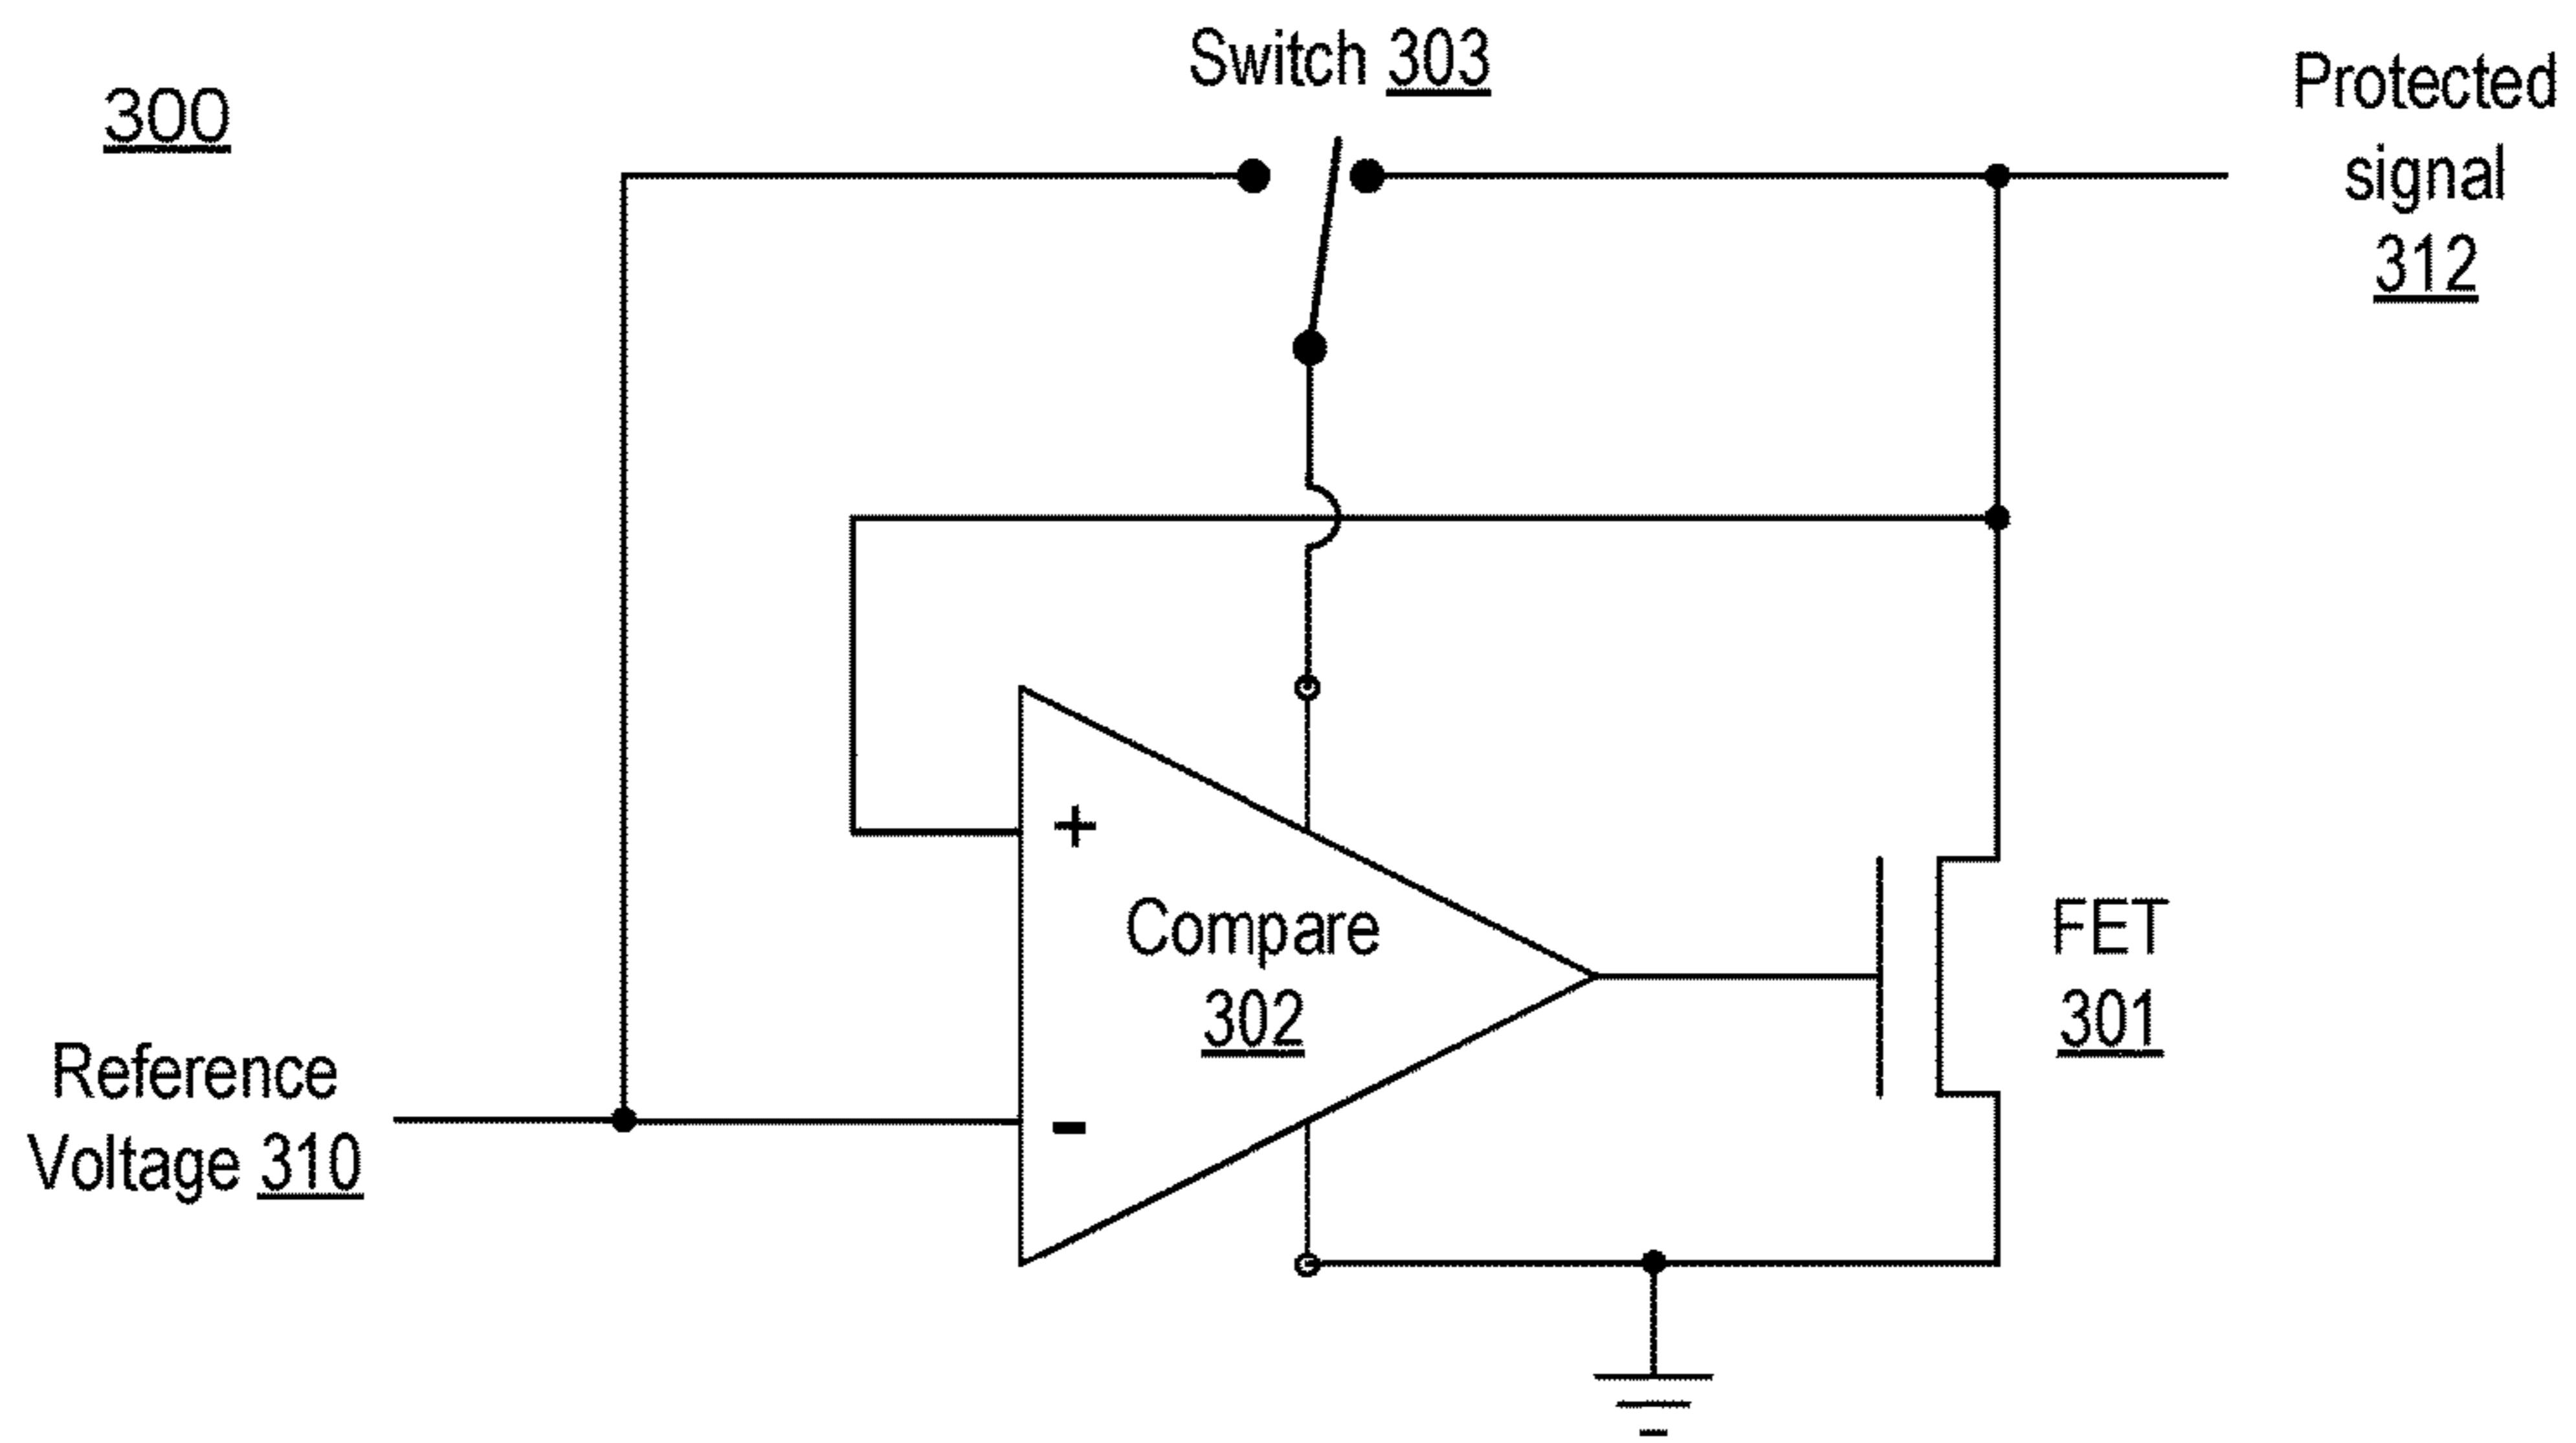 300
Switch 303
Protected
signal
312
+
Compare
302
-
FET
301
Reference
Voltage 310